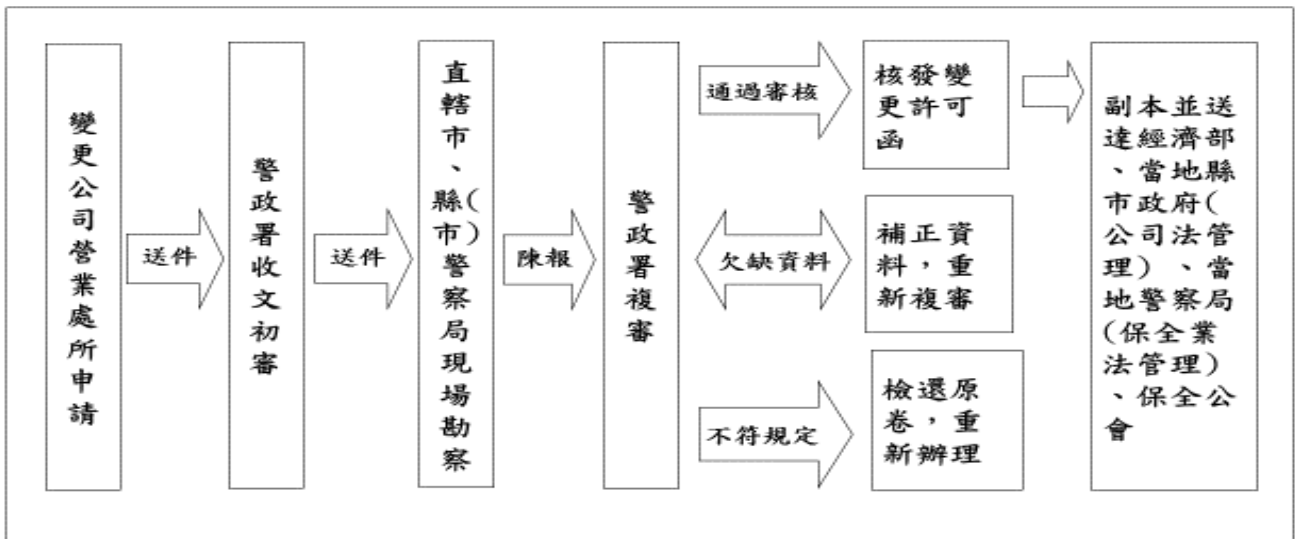 變更公司營業處所申請
送件
警政署收文初審
送件
直轄市、縣(市)警察局現場勘察
陳報
警政署複審
通過審核
核發變
更許可
函
欠缺資料
補正資
料，重
新複審
不符規定
檢還原
卷，重
新辦理
副本並送
達經濟部
、當地縣
市政府(
公司法管
理)、當
地警察局
(保全業
法管理)
、保全公
會